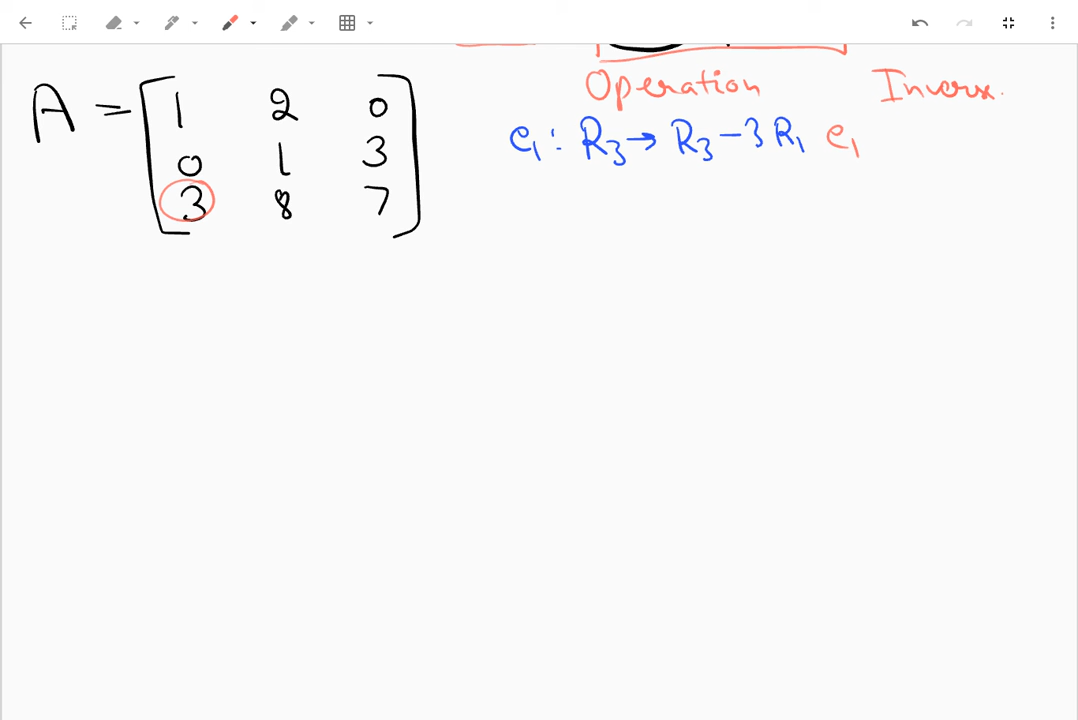 Operation Inverse.
A = [1 2 0
e₁ : R₃ → R₃ − 3R₁ e₁
0 1 3
3 8 7]